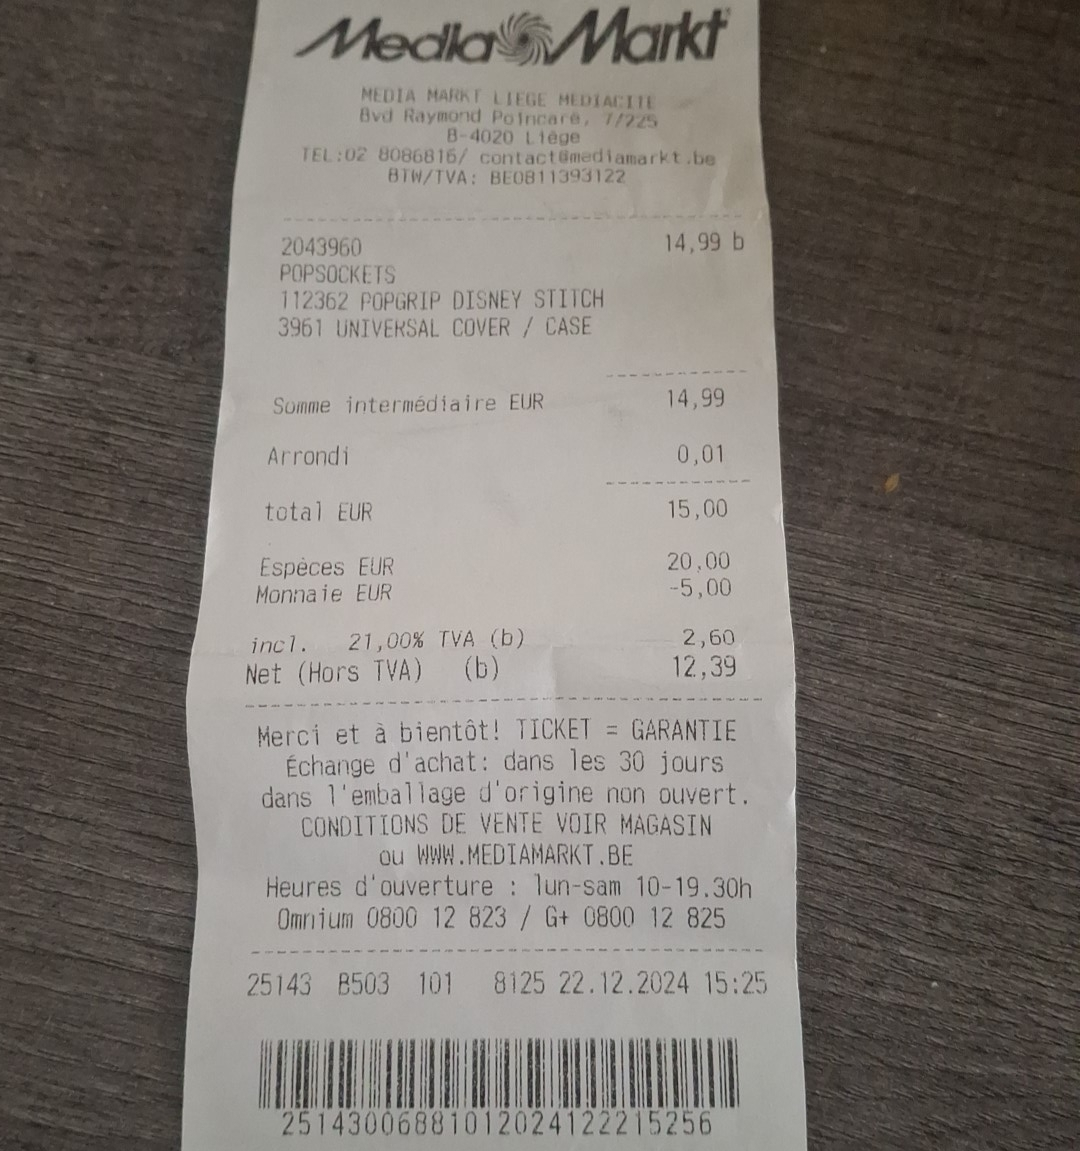 Media Markt
MEDIA MARKT LIEGE MEDIACITE
Bvd Raymond Poincaré, 7/225
B-4020 Liège
TEL:02 8086816/ contact@mediamarkt.be
BTW/TVA: BE0811393122
2043960 14,99 b
POPSOCKETS
112362 POPGRIP DISNEY STITCH
3961 UNIVERSAL COVER / CASE
Somme intermédiaire EUR 14,99
Arrondi 0,01
total EUR 15,00
Espèces EUR 20,00
Monnaie EUR -5,00
incl. 21,00% TVA (b) 2,60
Net (Hors TVA) (b) 12,39
Merci et à bientôt! TICKET = GARANTIE
Échange d'achat: dans les 30 jours
dans l'emballage d'origine non ouvert.
CONDITIONS DE VENTE VOIR MAGASIN
ou WWW.MEDIAMARKT.BE
Heures d'ouverture : lun-sam 10-19.30h
Omnium 0800 12 823 / G+ 0800 12 825
25143 B503 101 8125 22.12.2024 15:25
25143006881012024122215256